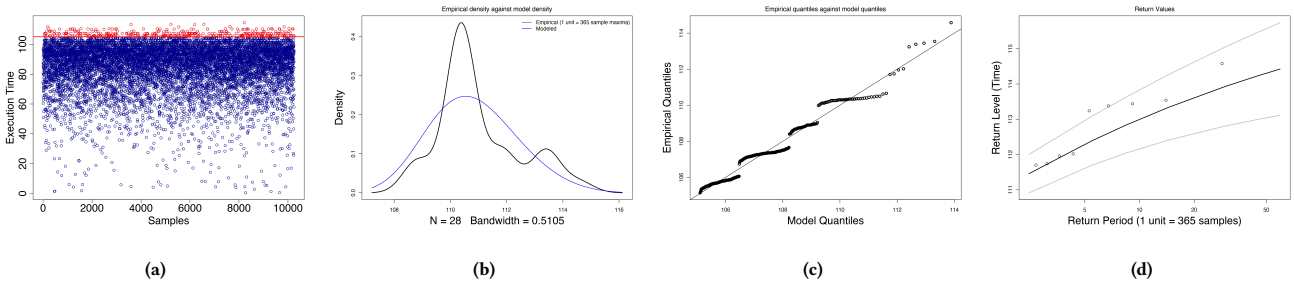 Execution Time
0 20 40 60 80 100
0 2000 4000 6000 8000 10000
Samples
(a)
Empirical density against model density
Empirical (1 unit = 365 sample maxima)
Modeled
Density
0.0 0.1 0.2 0.3 0.4
108 110 112 114 116
N = 28 Bandwidth = 0.5105
(b)
Empirical quantiles against model quantiles
Empirical Quantiles
106 108 110 112 114
106 108 110 112 114
Model Quantiles
(c)
Return Values
Return Level (Time)
111 112 113 114 115
5 10 20 50
Return Period (1 unit = 365 samples)
(d)